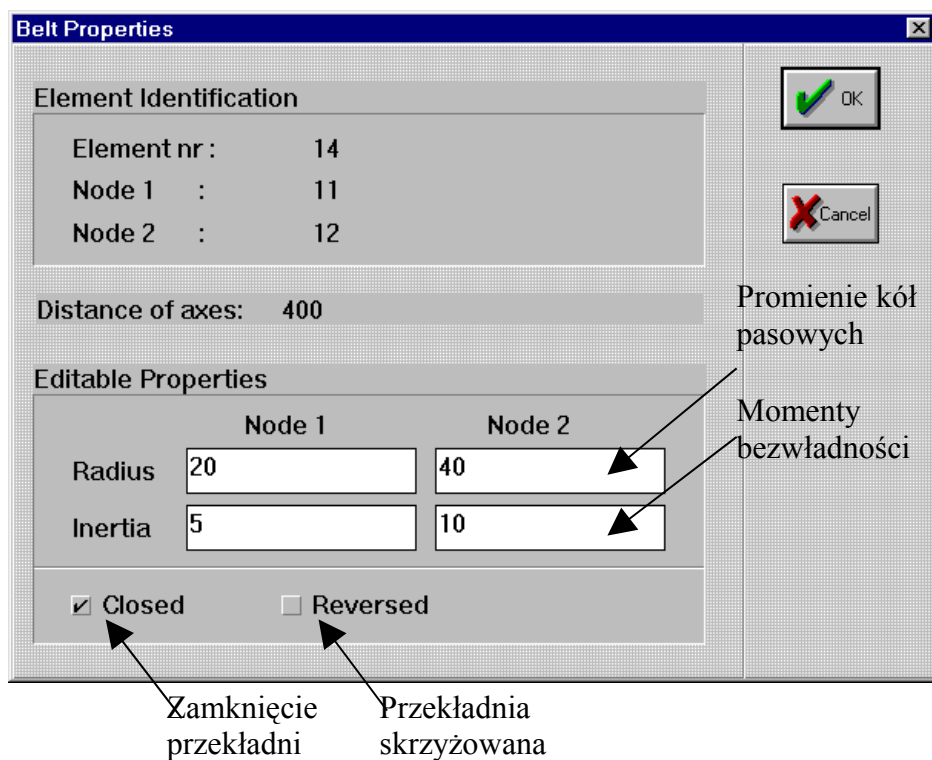 Belt Properties
Element Identification
Element nr : 14
Node 1 : 11
Node 2 : 12
OK
Cancel
Distance of axes: 400
Promienie kół
pasowych
Editable Properties
Node 1 Node 2
Radius 20 40
Inertia 5 10
Momenty
bezwładności
Closed Reversed
Zamknięcie
przekładni
Przekładnia
skrzyżowana